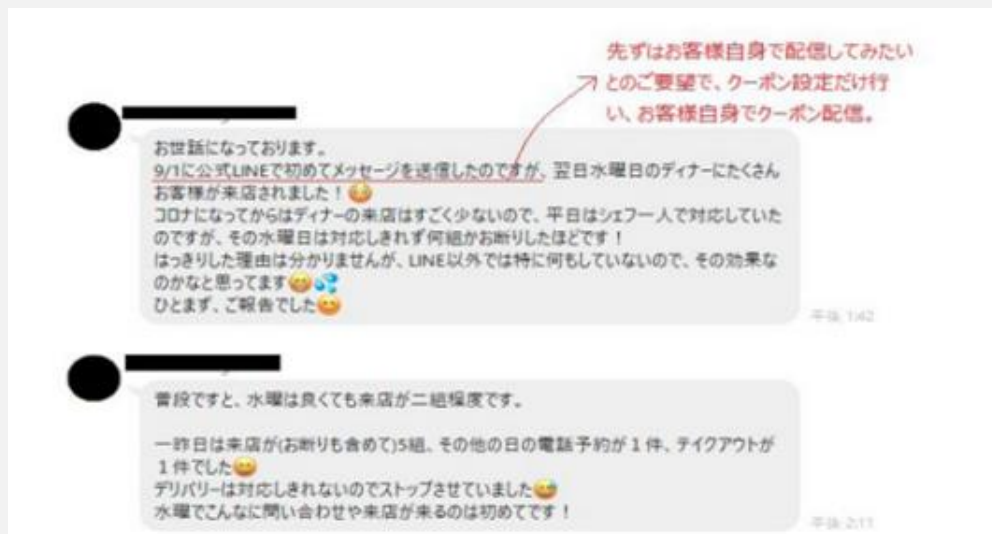 先ずはお客様自身で配信してみたい
とのご要望で、クーポン設定だけ行
い、お客様自身でクーポン配信。
お世話になっております。
9/1に公式LINEで初めてメッセージを送信したのですが、翌日水曜日のディナーにたくさん
お客様が来店されました！😊
コロナになってからはディナーの来店はすごく少ないので、平日はシェフ一人で対応していた
のですが、その水曜日は対応しきれず何組かお断りしたほどです！
はっきりした理由は分かりませんが、LINE以外では特に何もしていないので、その効果な
のかなと思ってます😁💦
ひとまず、ご報告でした😊
午後 1:42
普段ですと、水曜は良くても来店が二組程度です。
一昨日は来店が(お断りも含めて)5組、その他の日の電話予約が１件、テイクアウトが
１件でした😄
デリバリーは対応しきれないのでストップさせていました😅
水曜でこんなに問い合わせや来店が来るのは初めてです！
午後 2:11